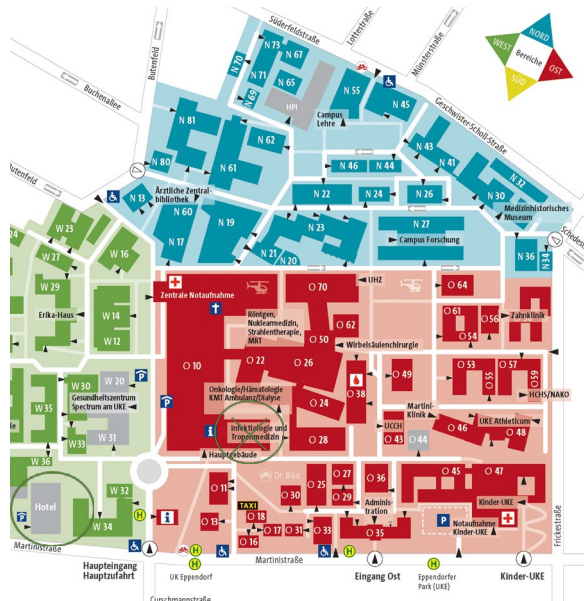 Süderfeldstraße
Lottestraße
Münsterstraße
Geschwister-Scholl-Straße
Butenfeld
Buchenallee
Butenfeld
NORD
WEST
Bereiche
OST
SÜD
N 73
N 67
N 70
N 71
N 65
N 69
HPI
N 55
N 45
Campus
Lehre
N 81
N 62
N 43
N 41
N 80
N 61
N 46
N 44
N 32
N 30
Ärztliche Zentral-
bibliothek
N 13
N 60
N 22
N 24
N 26
Medizinhistorisches
Museum
N 17
N 19
N 23
N 27
N 21
N 20
Campus Forschung
N 36
N 34
W 23
W 27
W 16
W 29
Erika-Haus
W 14
W 12
Zentrale Notaufnahme
O 70
UHZ
O 64
Röntgen,
Nuklearmedizin,
Strahlentherapie,
MRT
O 62
O 50
Wirbelsäulenchirurgie
O 61
O 56
O 54
Zahnklinik
O 10
O 22
O 26
O 49
O 53
O 57
O 55
O 59
HCHS/NAKO
W 30
W 20
P
Gesundheitszentrum
Spectrum am UKE
Onkologie/Hämatologie
KMT Ambulanz/Dialyse
O 24
O 38
Martini-
Klinik
UKE Athleticum
W 35
W 33
W 31
P
i
Infektiologie und
Tropenmedizin
O 28
UCCH
O 43
O 44
O 46
O 48
Hauptgebäude
W 36
Hotel
P
W 32
W 34
H
i
O 11
Dr. Bike
O 25
O 27
O 29
O 36
O 45
O 47
O 30
Adminis-
tration
Kinder-UKE
TAXI
O 18
O 13
O 17
O 16
O 31
O 33
O 35
P
Notaufnahme
Kinder-UKE
Frickestraße
Martinistraße
Martinistraße
H
H
H
H
Haupteingang
Hauptzufahrt
UK Eppendorf
Eingang Ost
Eppendorfer
Park (UKE)
Kinder-UKE